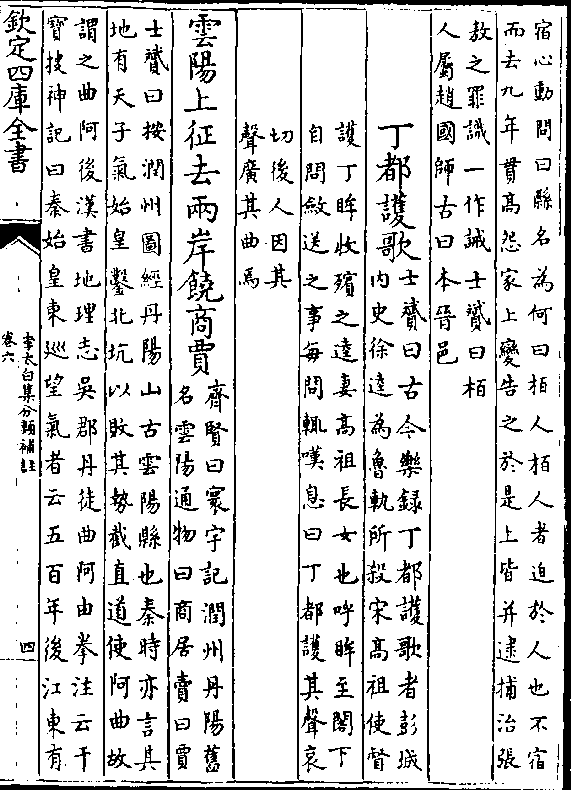 宿心動問曰縣名為何曰栢人栢人者迫於人也不宿
而去九年貫高怨家上變告之於是上皆并逮捕治張
敖之罪議一作誡士贇曰栢
人屬趙國師古曰本晉邑
丁都護歌
士贇曰古今樂録丁都護歌者彭城
内史徐逵為魯軌所殺宋高祖使督
護丁旿收殯之逵妻高祖長女也呼旿至閣下
自問斂送之事每問輒嘆息曰丁都護其聲哀
切後人因其
聲廣其曲焉
雲陽上征去兩岸饒商賈
齊賢曰寰宇記潤州丹陽舊
名雲陽通物曰商居賣曰賈
士贇曰按潤州圖經丹陽山古雲陽縣也秦時亦言其
地有天子氣始皇鑿北坑以敗其勢截直道使阿曲故
謂之曲阿後漢書地理志吳郡丹徒曲阿由拳注云干
寶搜神記曰秦始皇東巡望氣者云五百年後江東有
欽定四庫全書
李太白集分類補註
卷六
四